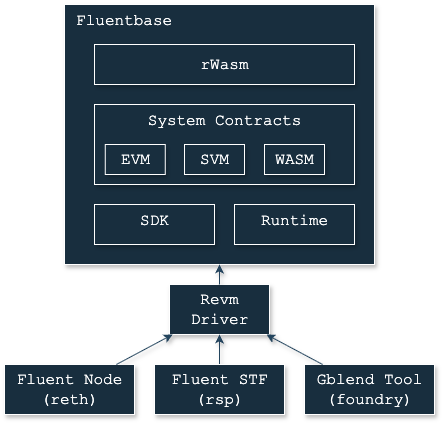 Fluentbase
rWasm
System Contracts
EVM
SVM
WASM
SDK
Runtime
Revm
Driver
Fluent Node
(reth)
Fluent STF
(rsp)
Gblend Tool
(foundry)